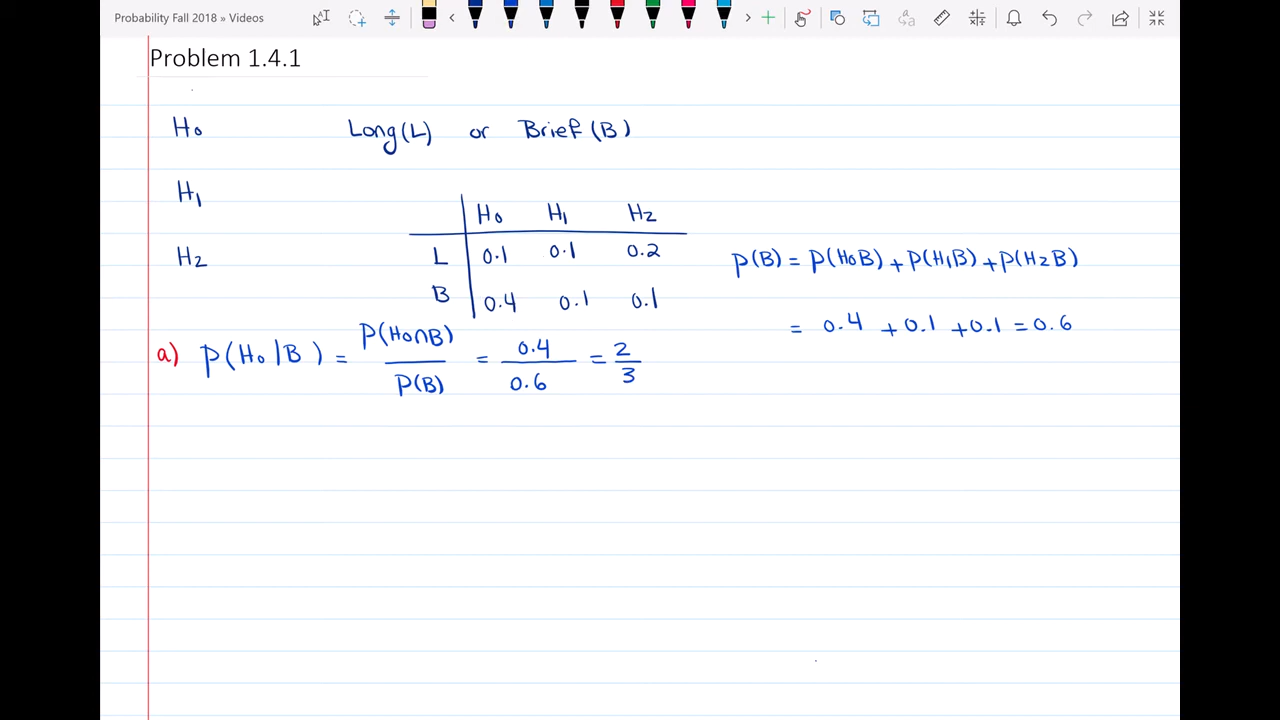 Probability Fall 2018 » Videos
Problem 1.4.1
H₀ Long(L) or Brief(B)
H₁
H₂
H₀ H₁ H₂
L 0.1 0.1 0.2
B 0.4 0.1 0.1
P(B) = P(H₀B) + P(H₁B) + P(H₂B)
= 0.4 + 0.1 + 0.1 = 0.6
a) P(H₀|B) = P(H₀∩B) / P(B) = 0.4 / 0.6 = 2 / 3